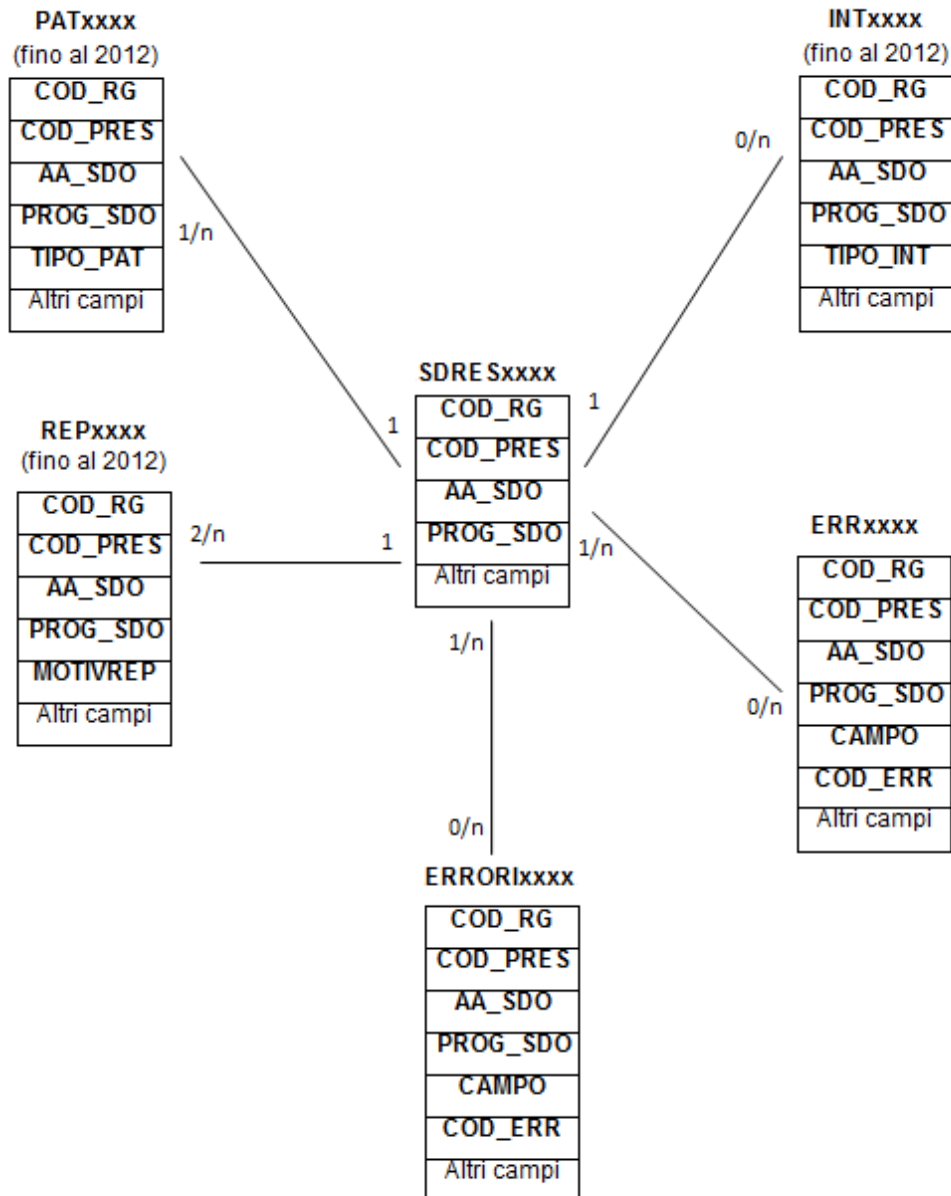 PATxxxx
(fino al 2012)
COD_RG
COD_PRES
AA_SDO
PROG_SDO
TIPO_PAT
Altri campi
1/n
INTxxxx
(fino al 2012)
COD_RG
COD_PRES
AA_SDO
PROG_SDO
TIPO_INT
Altri campi
0/n
SDRESxxxx
COD_RG
COD_PRES
AA_SDO
PROG_SDO
Altri campi
1
1
1
1/n
1/n
REPxxxx
(fino al 2012)
COD_RG
COD_PRES
AA_SDO
PROG_SDO
MOTIVREP
Altri campi
2/n
ERRxxxx
COD_RG
COD_PRES
AA_SDO
PROG_SDO
CAMPO
COD_ERR
Altri campi
0/n
0/n
ERRORIxxxx
COD_RG
COD_PRES
AA_SDO
PROG_SDO
CAMPO
COD_ERR
Altri campi